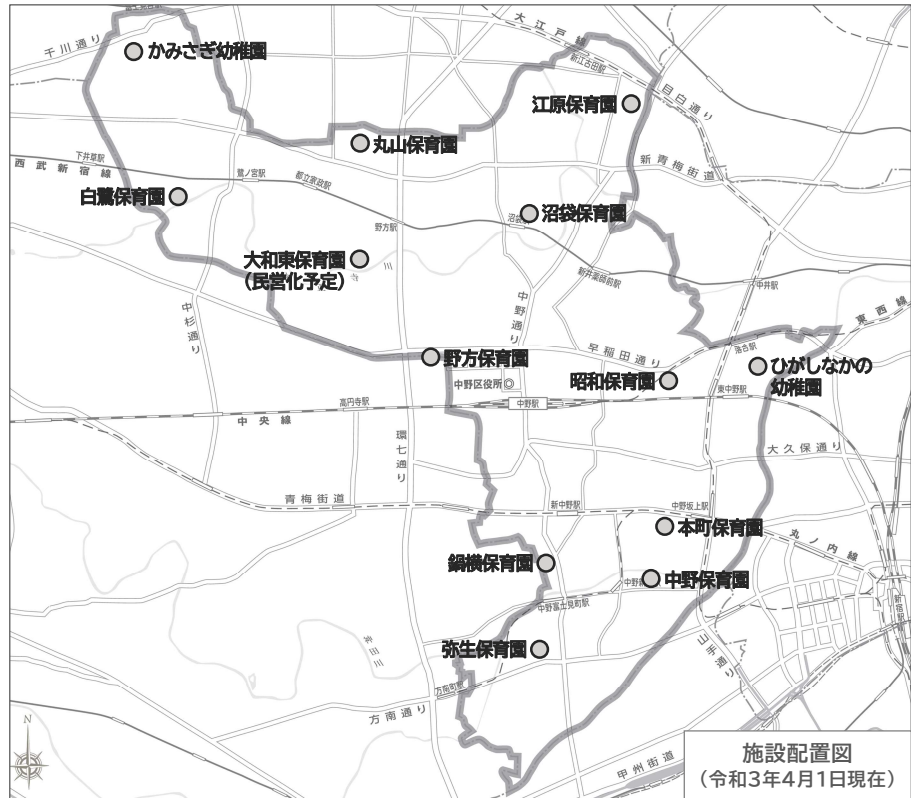 千川通り
かみさぎ幼稚園
大江戸線
新江古田駅
江原保育園
目白通り
丸山保育園
新青梅街道
下井草駅
西武新宿線
鷺ノ宮駅
都立家政駅
白鷺保育園
沼袋保育園
野方駅
大和東保育園
（民営化予定）
新井薬師前駅
中井駅
中杉通り
中野通り
東西線
早稲田通り
落合駅
野方保育園
ひがしなかの
幼稚園
中野区役所
昭和保育園
東中野駅
高円寺駅
中野駅
中央線
環七通り
大久保通り
青梅街道
新中野駅
中野坂上駅
本町保育園
丸ノ内線
鍋横保育園
中野保育園
中野富士見町駅
新宿駅
弥生保育園
山手通り
方南町駅
方南通り
甲州街道
N
施設配置図
（令和3年4月1日現在）